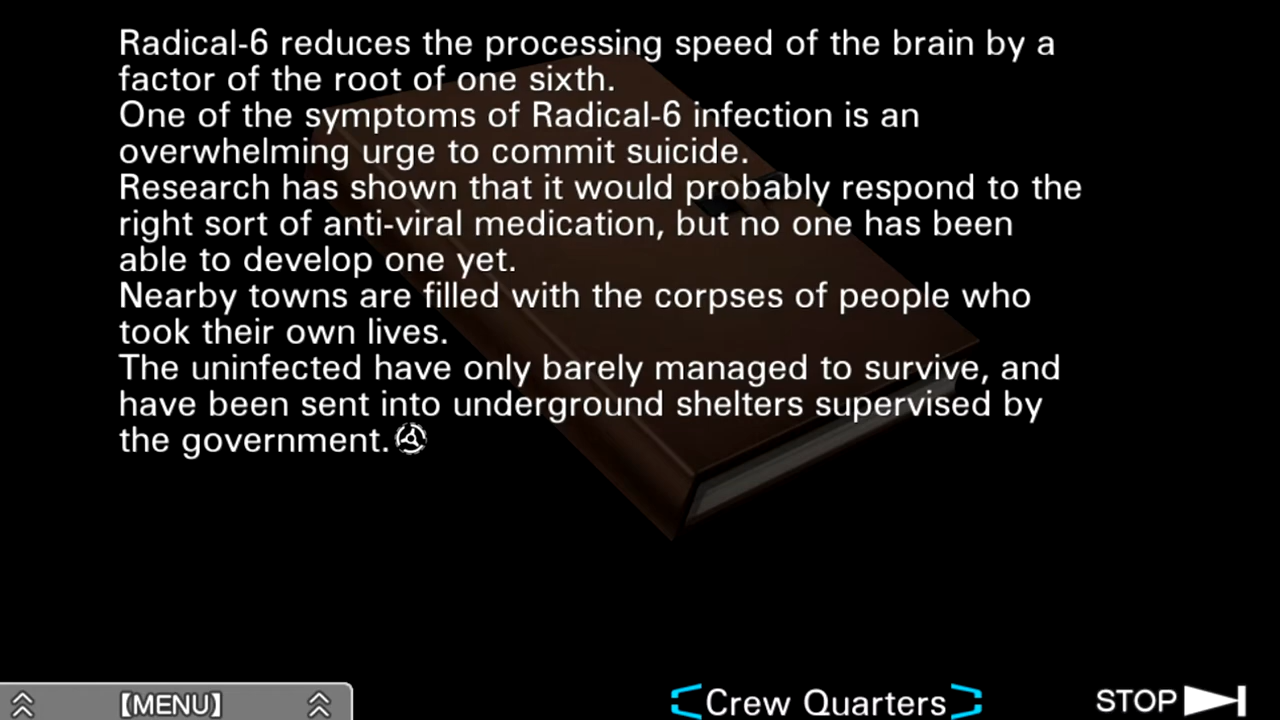 Radical-6 reduces the processing speed of the brain by a
factor of the root of one sixth.
One of the symptoms of Radical-6 infection is an
overwhelming urge to commit suicide.
Research has shown that it would probably respond to the
right sort of anti-viral medication, but no one has been
able to develop one yet.
Nearby towns are filled with the corpses of people who
took their own lives.
The uninfected have only barely managed to survive, and
have been sent into underground shelters supervised by
the government.
【MENU】
Crew Quarters
STOP